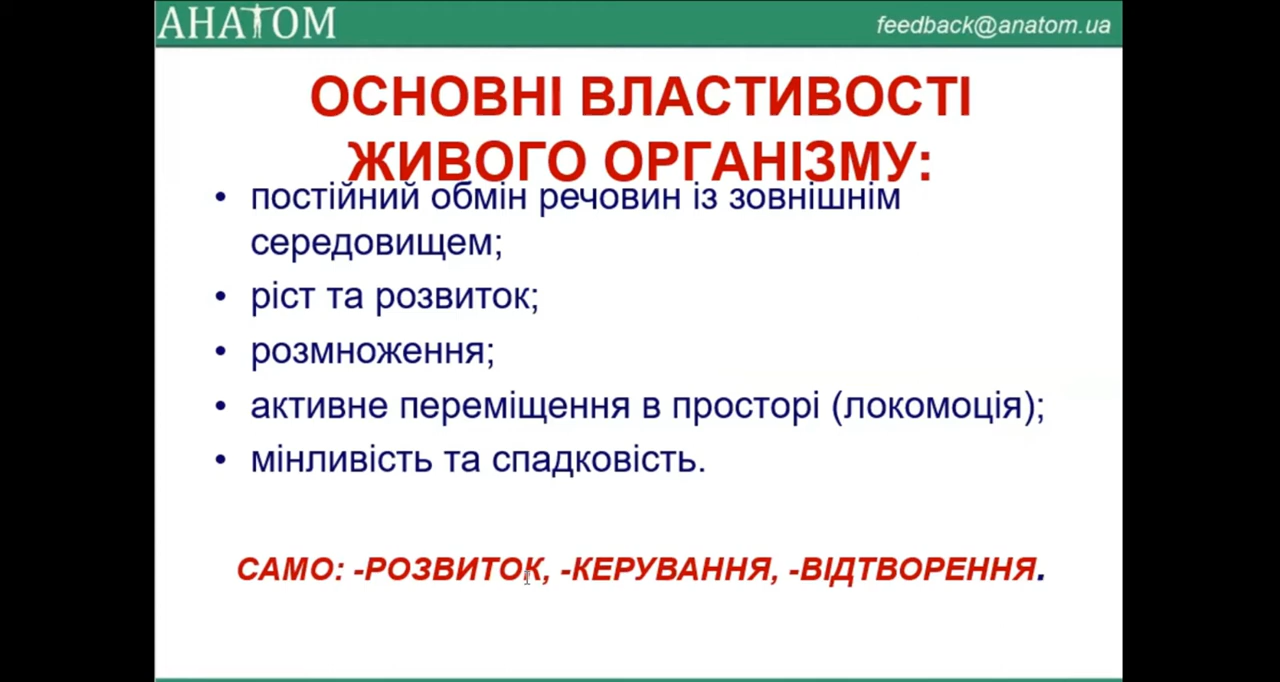 АНАТОМ
feedback@anatom.ua
ОСНОВНІ ВЛАСТИВОСТІ
ЖИВОГО ОРГАНІЗМУ:
• постійний обмін речовин із зовнішнім
середовищем;
• ріст та розвиток;
• розмноження;
• активне переміщення в просторі (локомоція);
• мінливість та спадковість.
САМО: -РОЗВИТОК, -КЕРУВАННЯ, -ВІДТВОРЕННЯ.